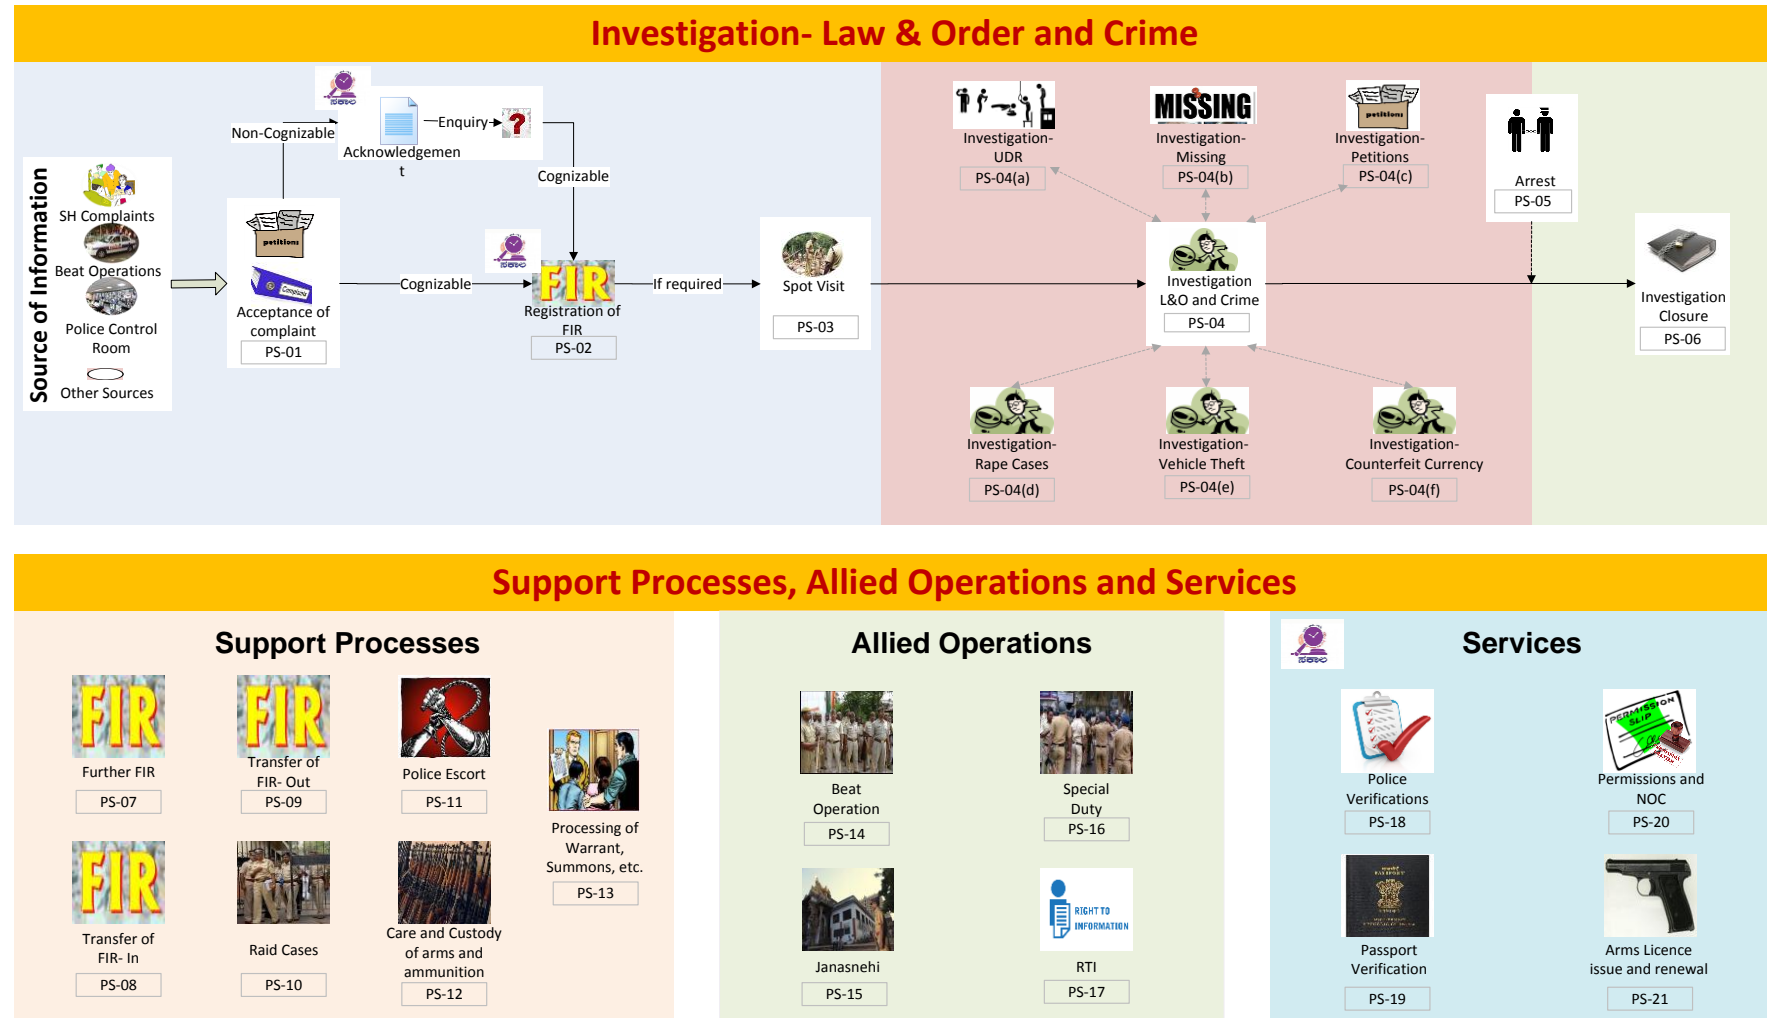 Investigation- Law & Order and Crime
Source of Information
SH Complaints
Beat Operations
Police Control
Room
Other Sources
petitions
Complaints
Acceptance of
complaint
PS-01
Non-Cognizable
ಸಕಾಲ
Acknowledgemen
t
Enquiry
Cognizable
Cognizable
ಸಕಾಲ
FIR
Registration of
FIR
PS-02
If required
Spot Visit
PS-03
Investigation-
UDR
PS-04(a)
MISSING
Investigation-
Missing
PS-04(b)
petitions
Investigation-
Petitions
PS-04(c)
Investigation
L&O and Crime
PS-04
Investigation-
Rape Cases
PS-04(d)
Investigation-
Vehicle Theft
PS-04(e)
Investigation-
Counterfeit Currency
PS-04(f)
Arrest
PS-05
Investigation
Closure
PS-06
Support Processes, Allied Operations and Services
Support Processes
FIR
Further FIR
PS-07
FIR
Transfer of
FIR- Out
PS-09
Police Escort
PS-11
Processing of
Warrant,
Summons, etc.
PS-13
FIR
Transfer of
FIR- In
PS-08
Raid Cases
PS-10
Care and Custody
of arms and
ammunition
PS-12
Allied Operations
Beat
Operation
PS-14
Special
Duty
PS-16
Janasnehi
PS-15
RIGHT TO
INFORMATION
RTI
PS-17
ಸಕಾಲ
Services
Police
Verifications
PS-18
PERMISSION
SLIP
Permissions and
NOC
PS-20
PASSPORT
Passport
Verification
PS-19
Arms Licence
issue and renewal
PS-21